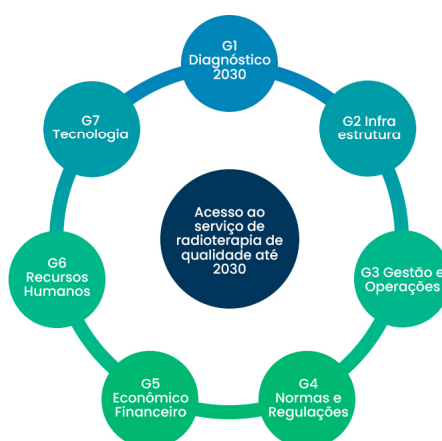 G1
Diagnóstico
2030
G2 Infra
estrutura
G3 Gestão e
Operações
G4
Normas e
Regulações
G5
Econômico
Financeiro
G6
Recursos
Humanos
G7
Tecnologia
Acesso ao
serviço de
radioterapia de
qualidade até
2030